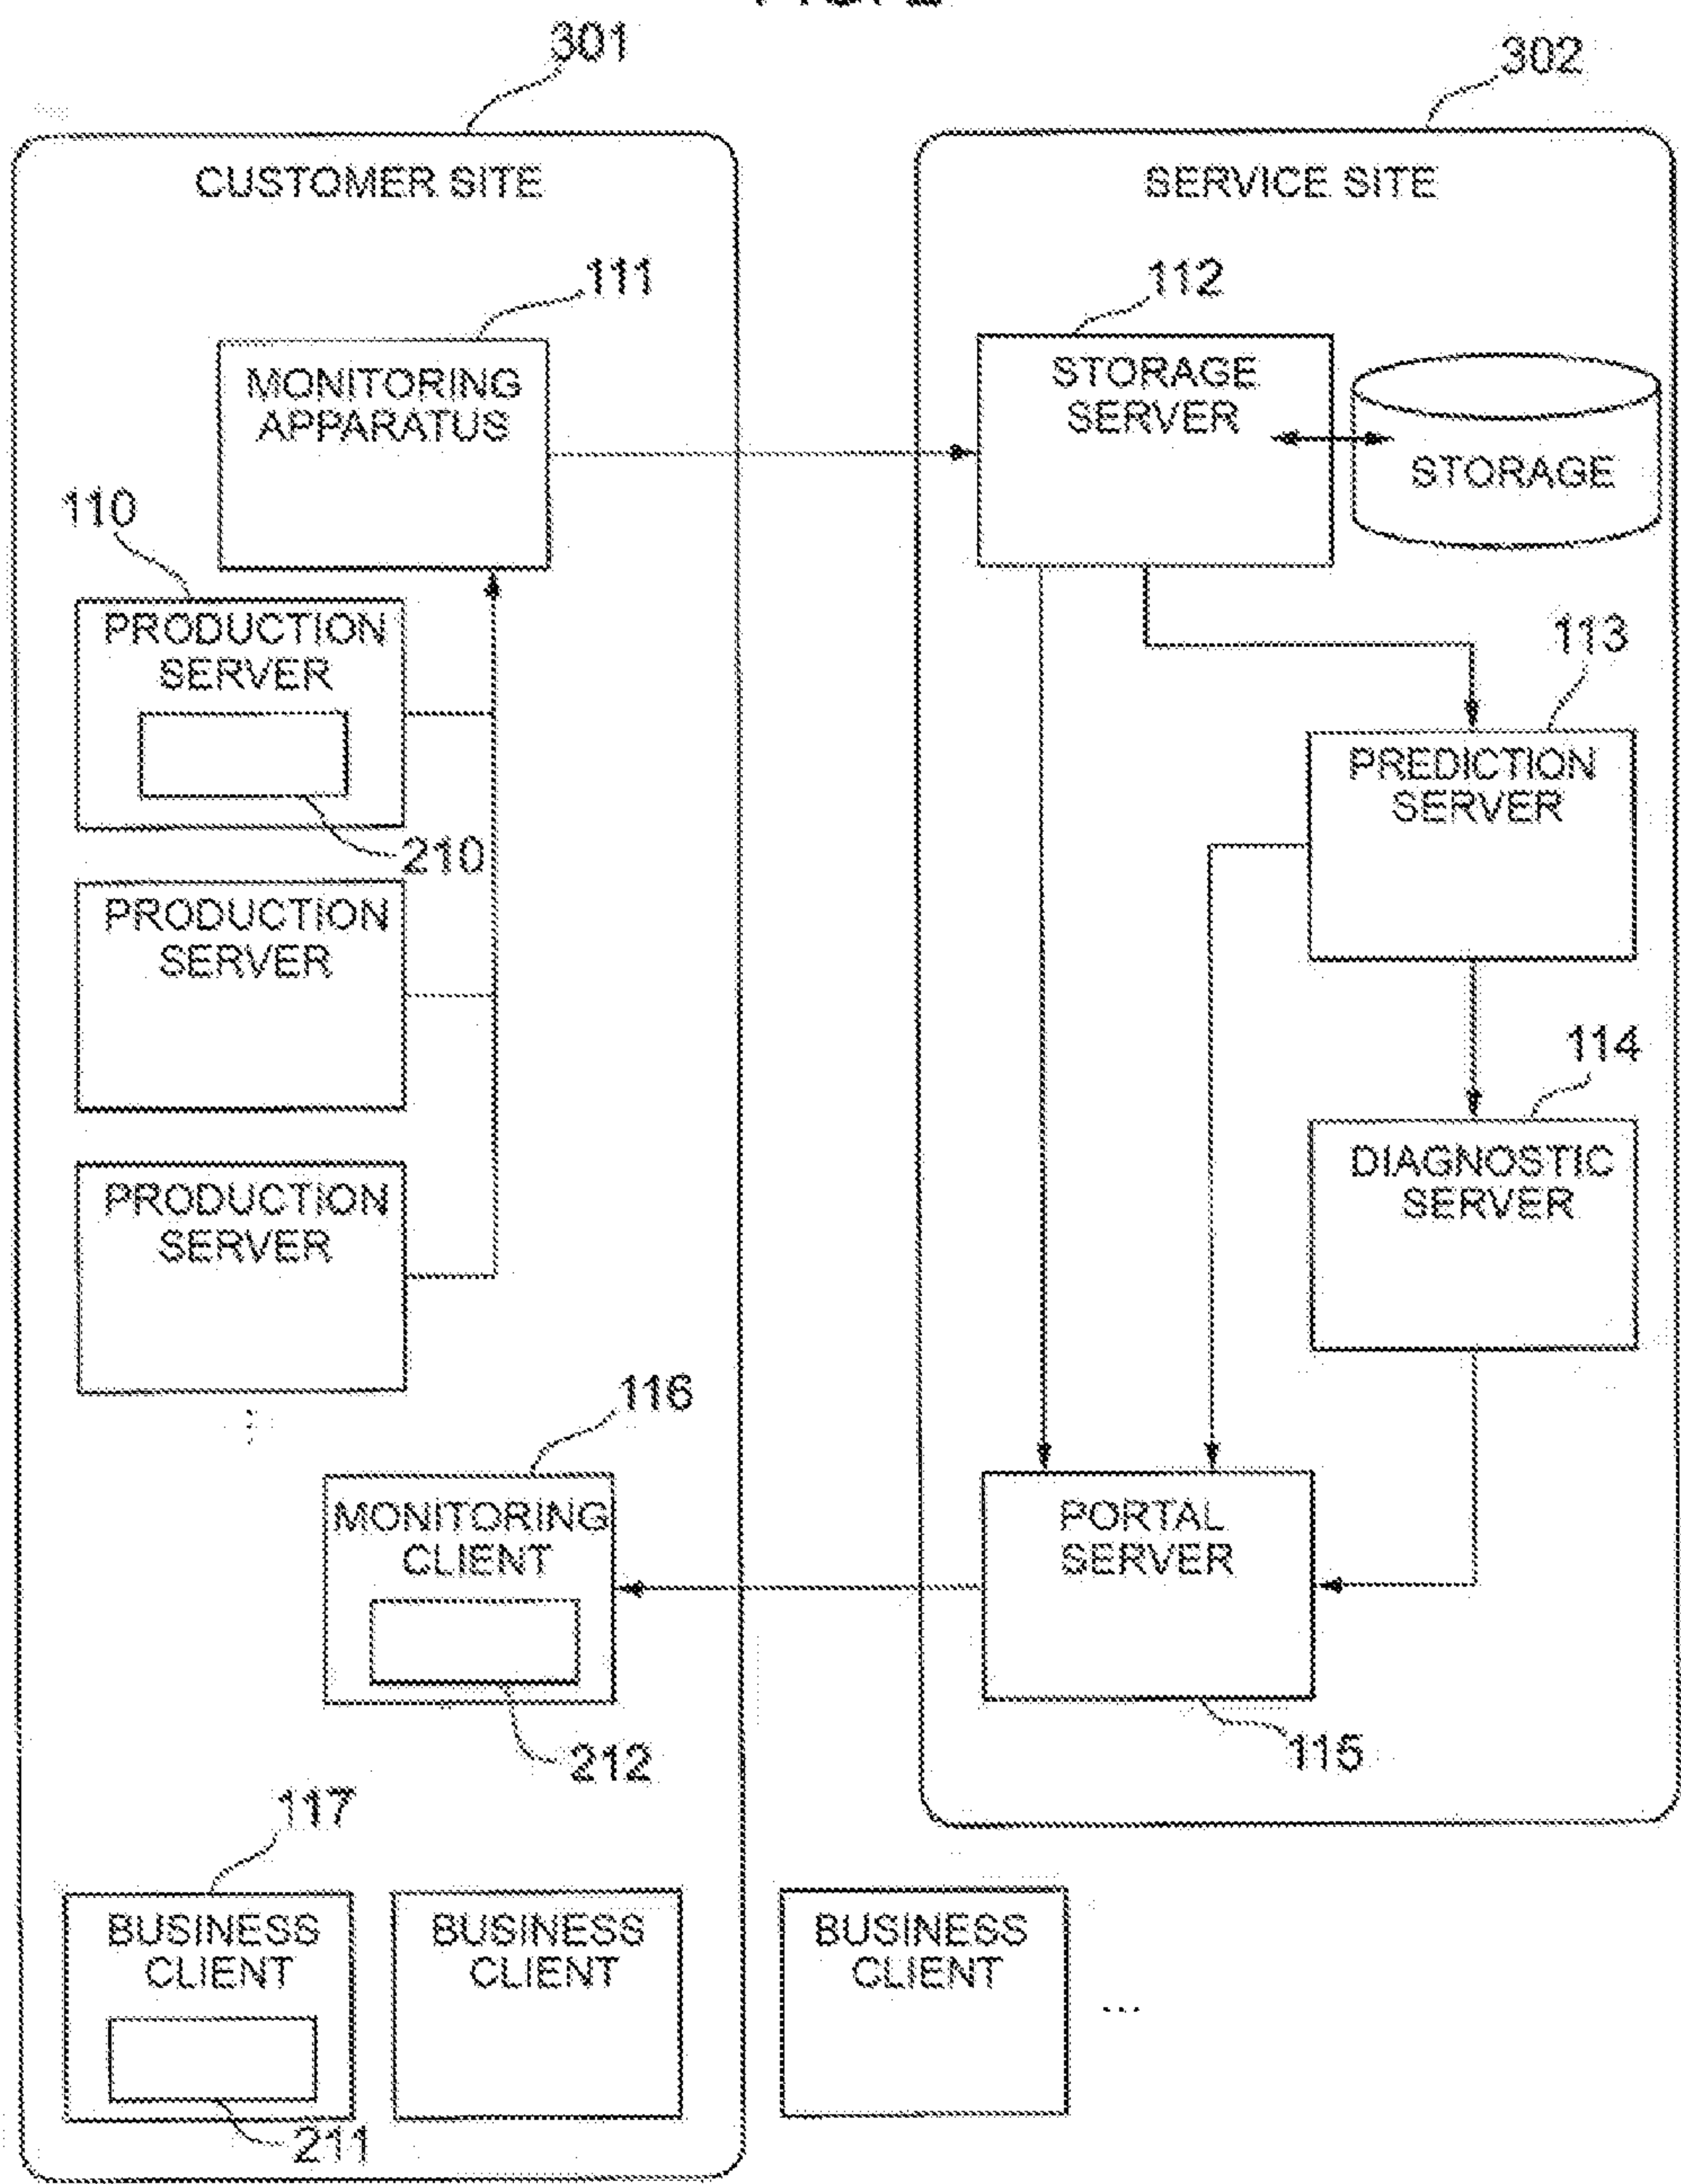 301
302
CUSTOMER SITE
SERVICE SITE
111
112
MONITORING
APPARATUS
STORAGE
SERVER
STORAGE
110
PRODUCTION
SERVER
210
113
PREDICTION
SERVER
PRODUCTION
SERVER
114
DIAGNOSTIC
SERVER
PRODUCTION
SERVER
116
MONITORING
CLIENT
212
PORTAL
SERVER
115
117
BUSINESS
CLIENT
211
BUSINESS
CLIENT
BUSINESS
CLIENT
...